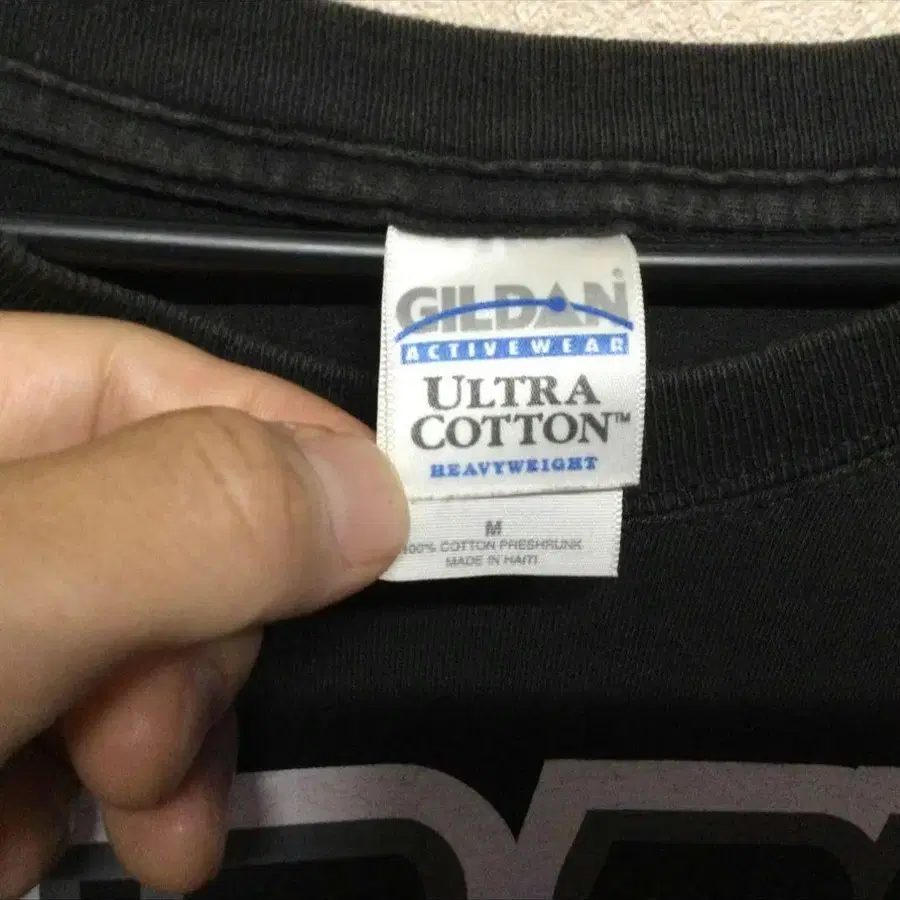 GILDAN®
ACTIVEWEAR
ULTRA
COTTON™
HEAVYWEIGHT
M
100% COTTON PRESHRUNK
MADE IN HAITI